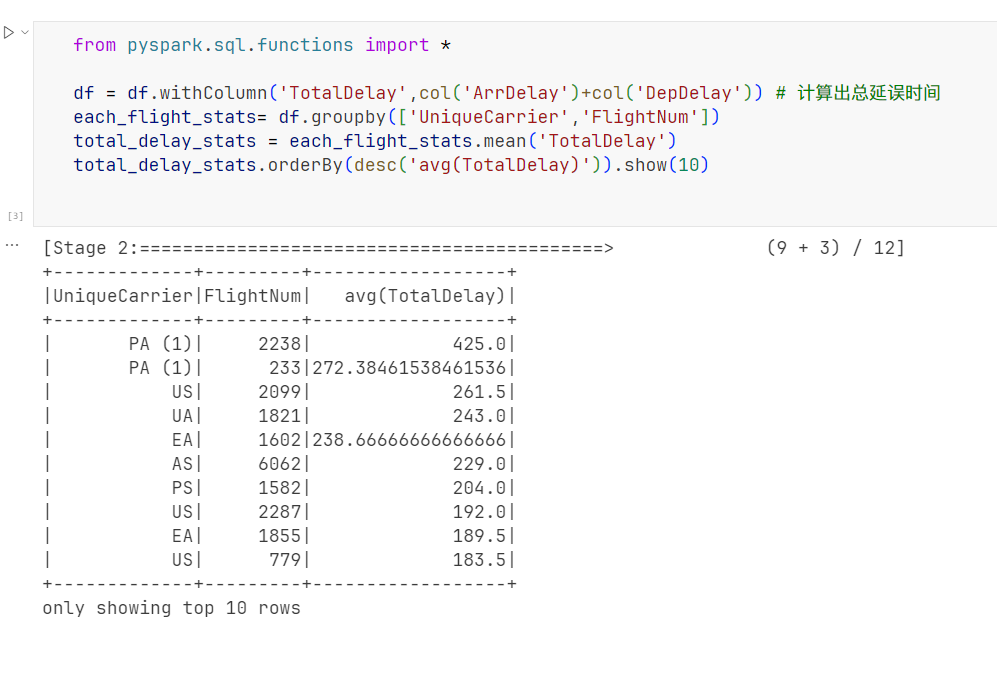 from pyspark.sql.functions import *
df = df.withColumn('TotalDelay',col('ArrDelay')+col('DepDelay')) # 计算出总延误时间
each_flight_stats= df.groupby(['UniqueCarrier','FlightNum'])
total_delay_stats = each_flight_stats.mean('TotalDelay')
total_delay_stats.orderBy(desc('avg(TotalDelay)')).show(10)
[3]
...
[Stage 2:===========================================>              (9 + 3) / 12]
+-------------+---------+------------------+
|UniqueCarrier|FlightNum|   avg(TotalDelay)|
+-------------+---------+------------------+
|       PA (1)|     2238|             425.0|
|       PA (1)|      233|272.38461538461536|
|           US|     2099|             261.5|
|           UA|     1821|             243.0|
|           EA|     1602|238.66666666666666|
|           AS|     6062|             229.0|
|           PS|     1582|             204.0|
|           US|     2287|             192.0|
|           EA|     1855|             189.5|
|           US|      779|             183.5|
+-------------+---------+------------------+
only showing top 10 rows